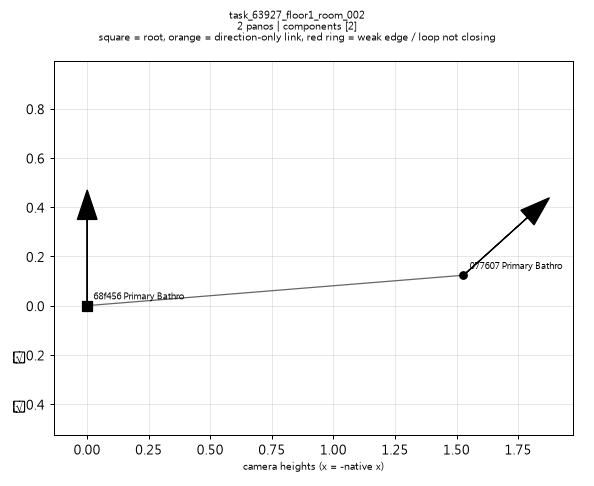 task_63927_floor1_room_002
2 panos | components [2]
square = root, orange = direction-only link, red ring = weak edge / loop not closing
0.8
0.6
0.4
077607 Primary Bathro
0.2
68f456 Primary Bathro
0.0
0.2
0.4
0.00 0.25 0.50 0.75 1.00 1.25 1.50 1.75
camera heights (x = -native x)